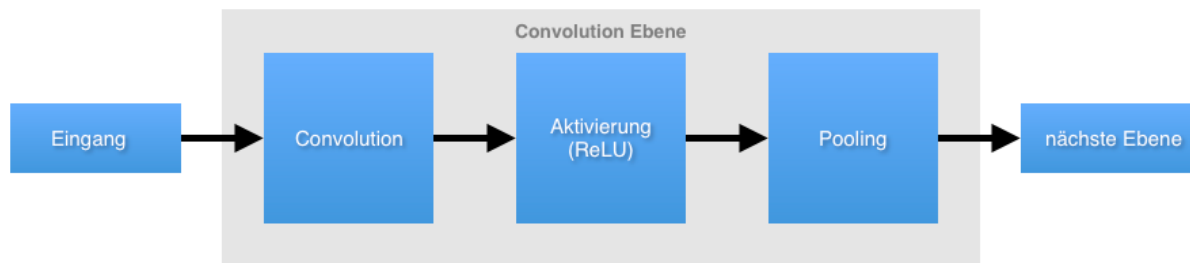 Convolution Ebene
Eingang
Convolution
Aktivierung
(ReLU)
Pooling
nächste Ebene